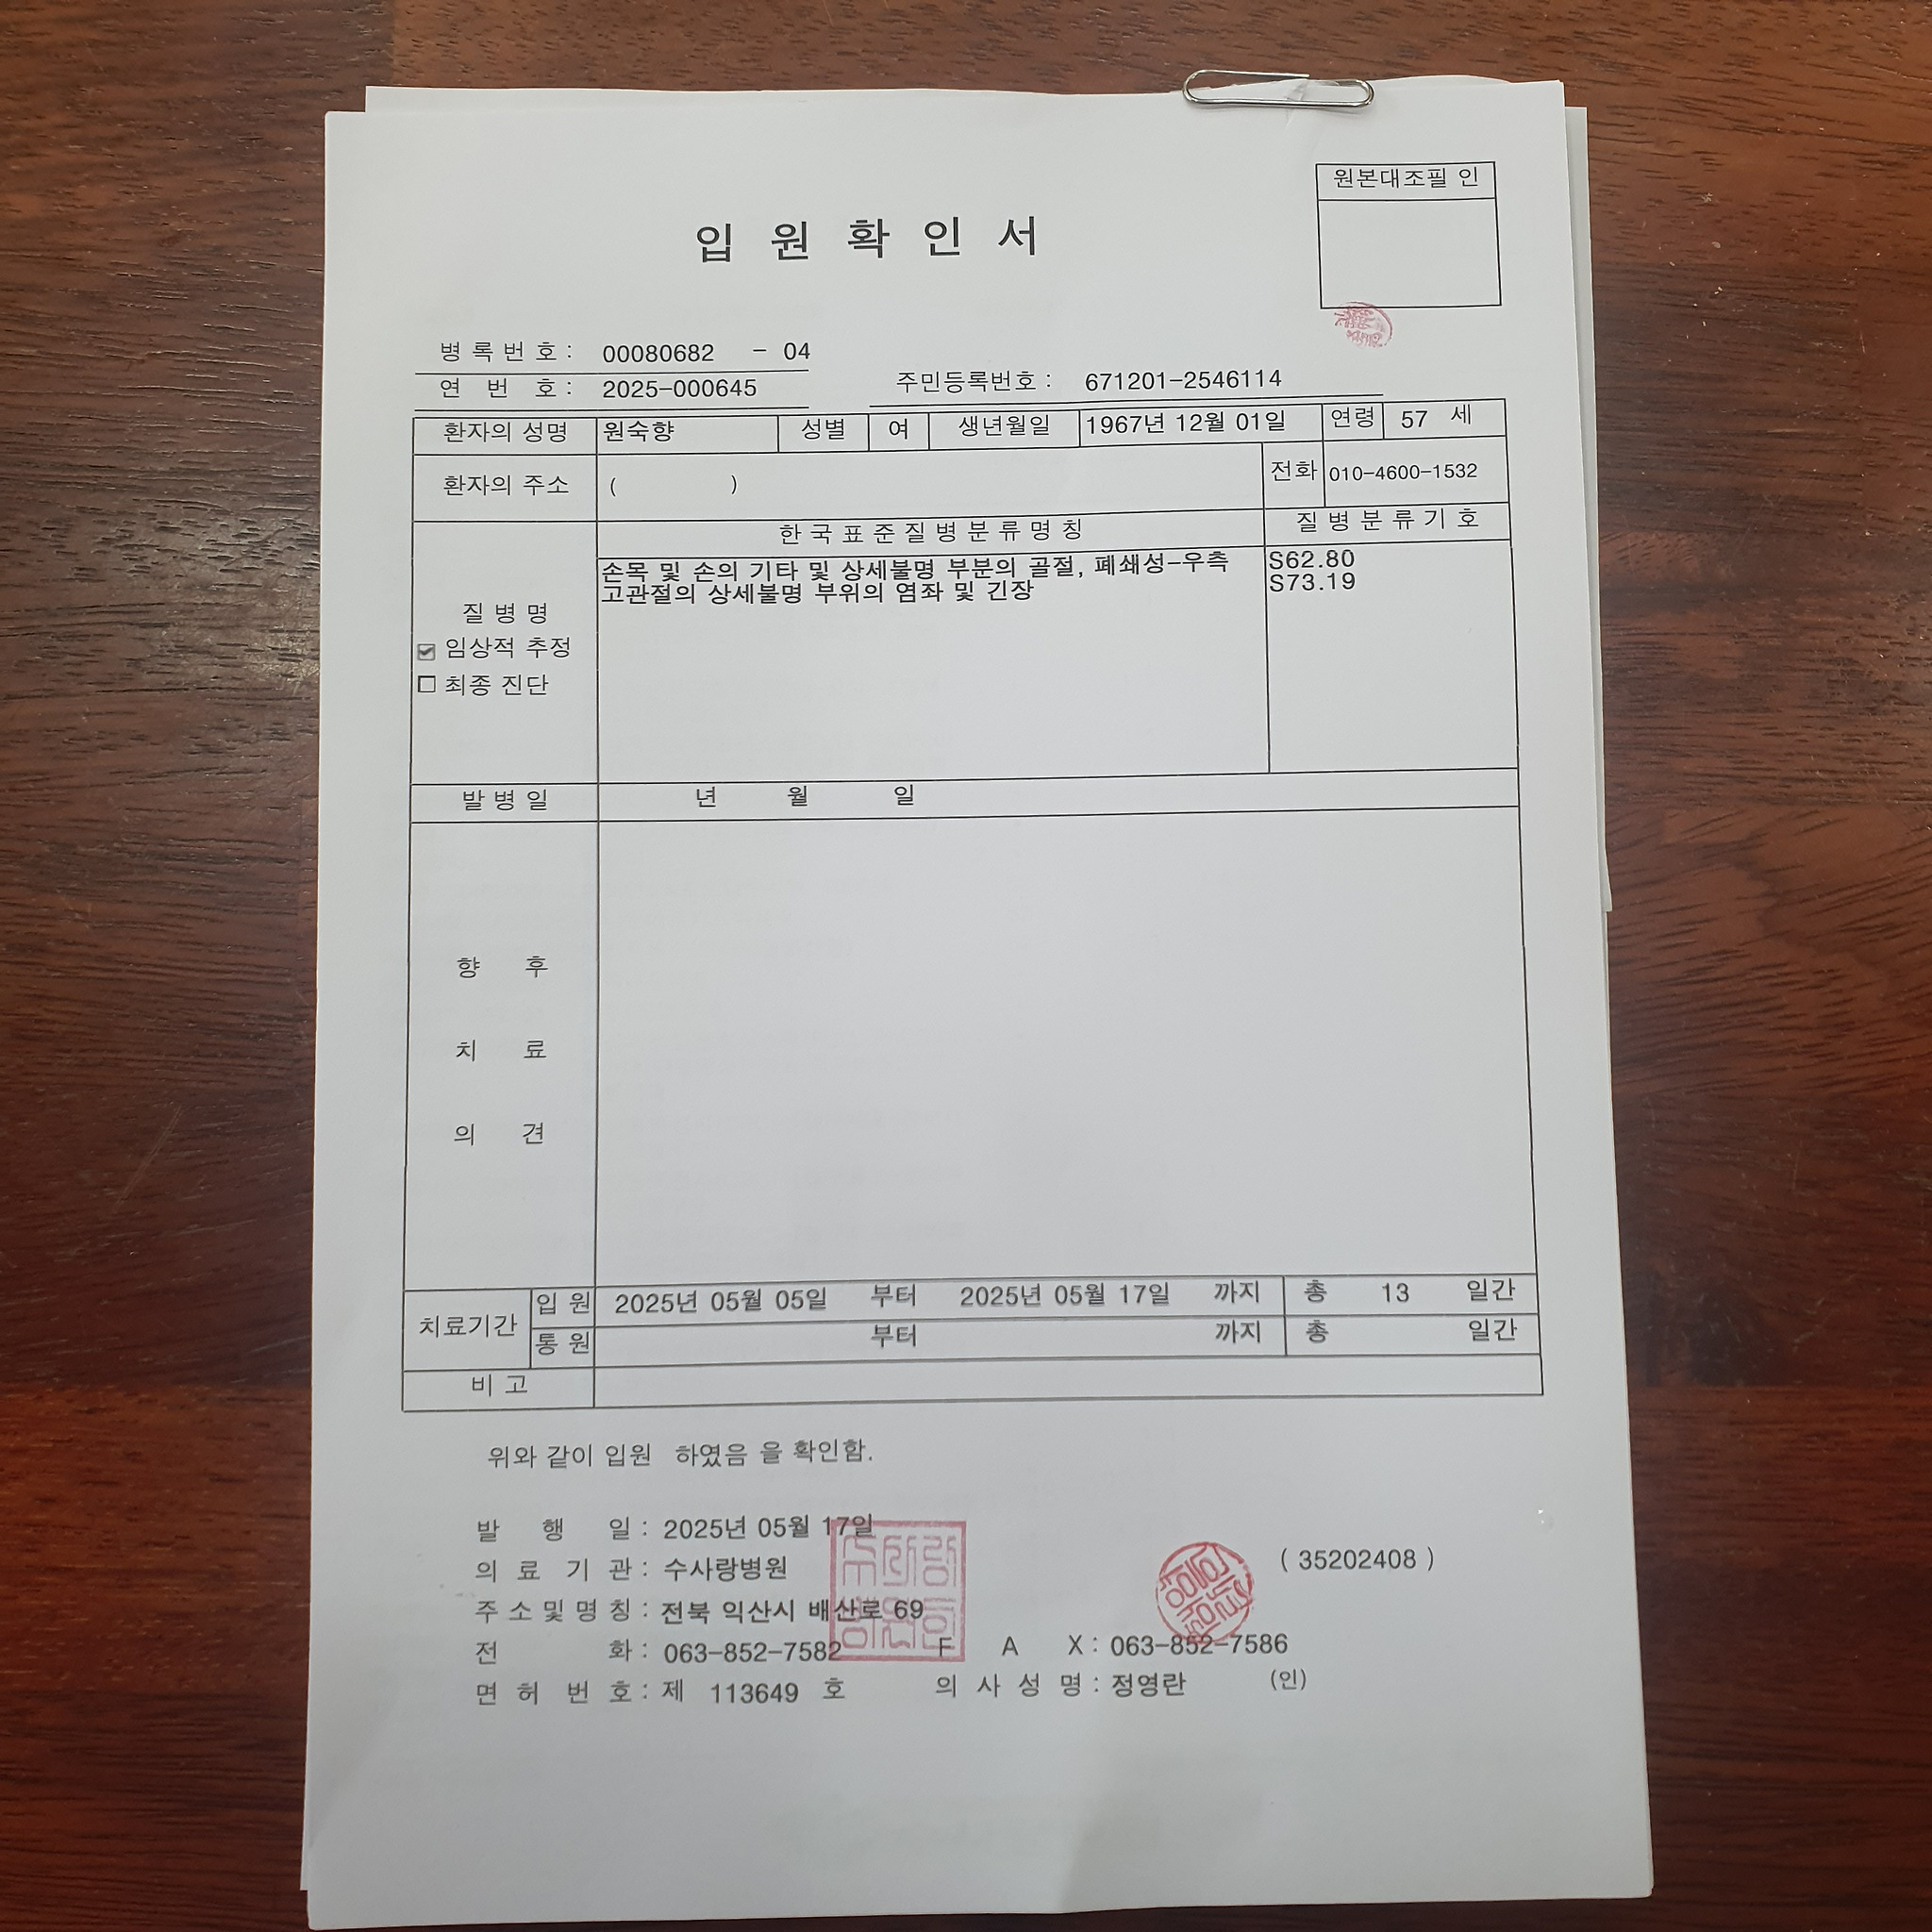 원본대조필 인
입 원 확 인 서
병 록 번 호 : 00080682 - 04
연 번 호 : 2025-000645 주민등록번호 : 671201-2546114
환자의 성명 원숙향 성별 여 생년월일 1967년 12월 01일 연령 57 세
환자의 주소 ( ) 전화 010-4600-1532
한 국 표 준 질 병 분 류 명 칭 질 병 분 류 기 호
손목 및 손의 기타 및 상세불명 부분의 골절, 폐쇄성-우측 S62.80
고관절의 상세불명 부위의 염좌 및 긴장 S73.19
질 병 명
임상적 추정
최종 진단
발 병 일 년 월 일
향 후
치 료
의 견
치료기간
입 원 2025년 05월 05일 부터 2025년 05월 17일 까지 총 13 일간
통 원 부터 까지 총 일간
비 고
위와 같이 입원 하였음 을 확인함.
발 행 일 : 2025년 05월 17일
의 료 기 관 : 수사랑병원 ( 35202408 )
주 소 및 명 칭 : 전북 익산시 배산로 69
전 화 : 063-852-7582 F A X : 063-852-7586
면 허 번 호 : 제 113649 호 의 사 성 명 : 정영란 (인)